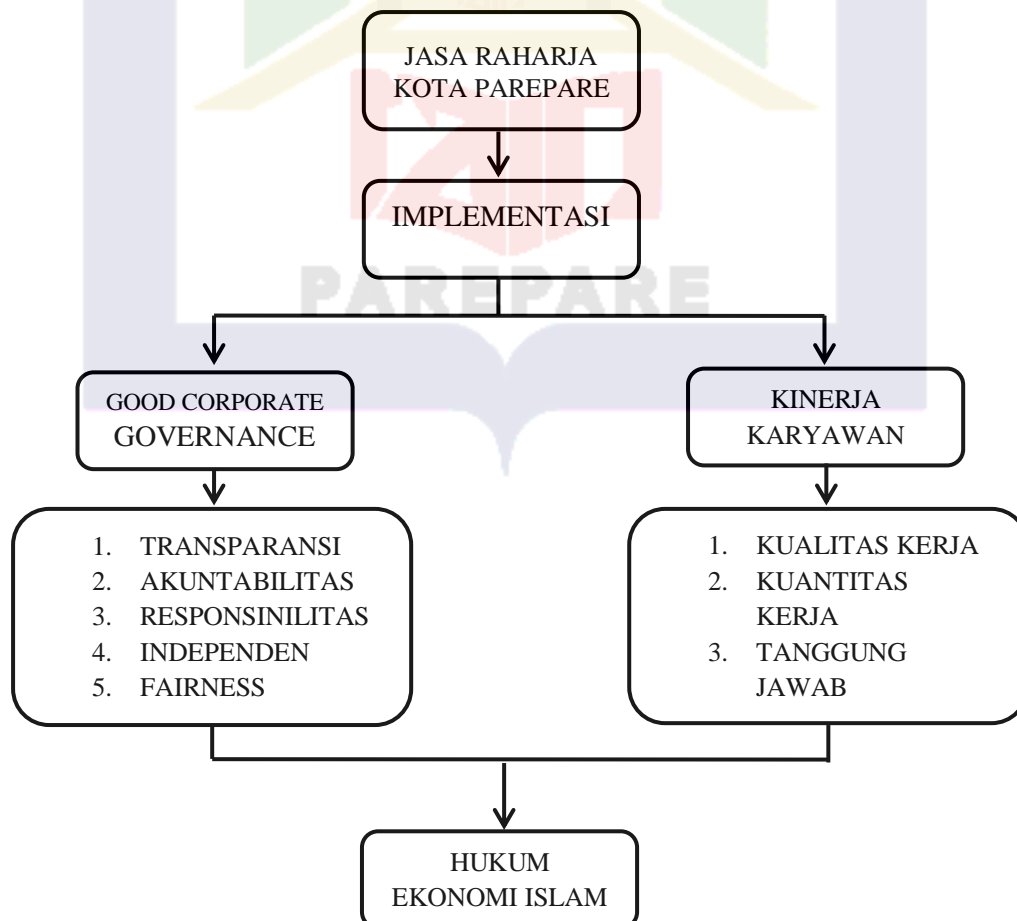 JASA RAHARJA
KOTA PAREPARE
IMPLEMENTASI
PAREPARE
GOOD CORPORATE
GOVERNANCE
KINERJA
KARYAWAN
1. TRANSPARANSI
2. AKUNTABILITAS
3. RESPONSINILITAS
4. INDEPENDEN
5. FAIRNESS
1. KUALITAS KERJA
2. KUANTITAS
KERJA
3. TANGGUNG
JAWAB
HUKUM
EKONOMI ISLAM